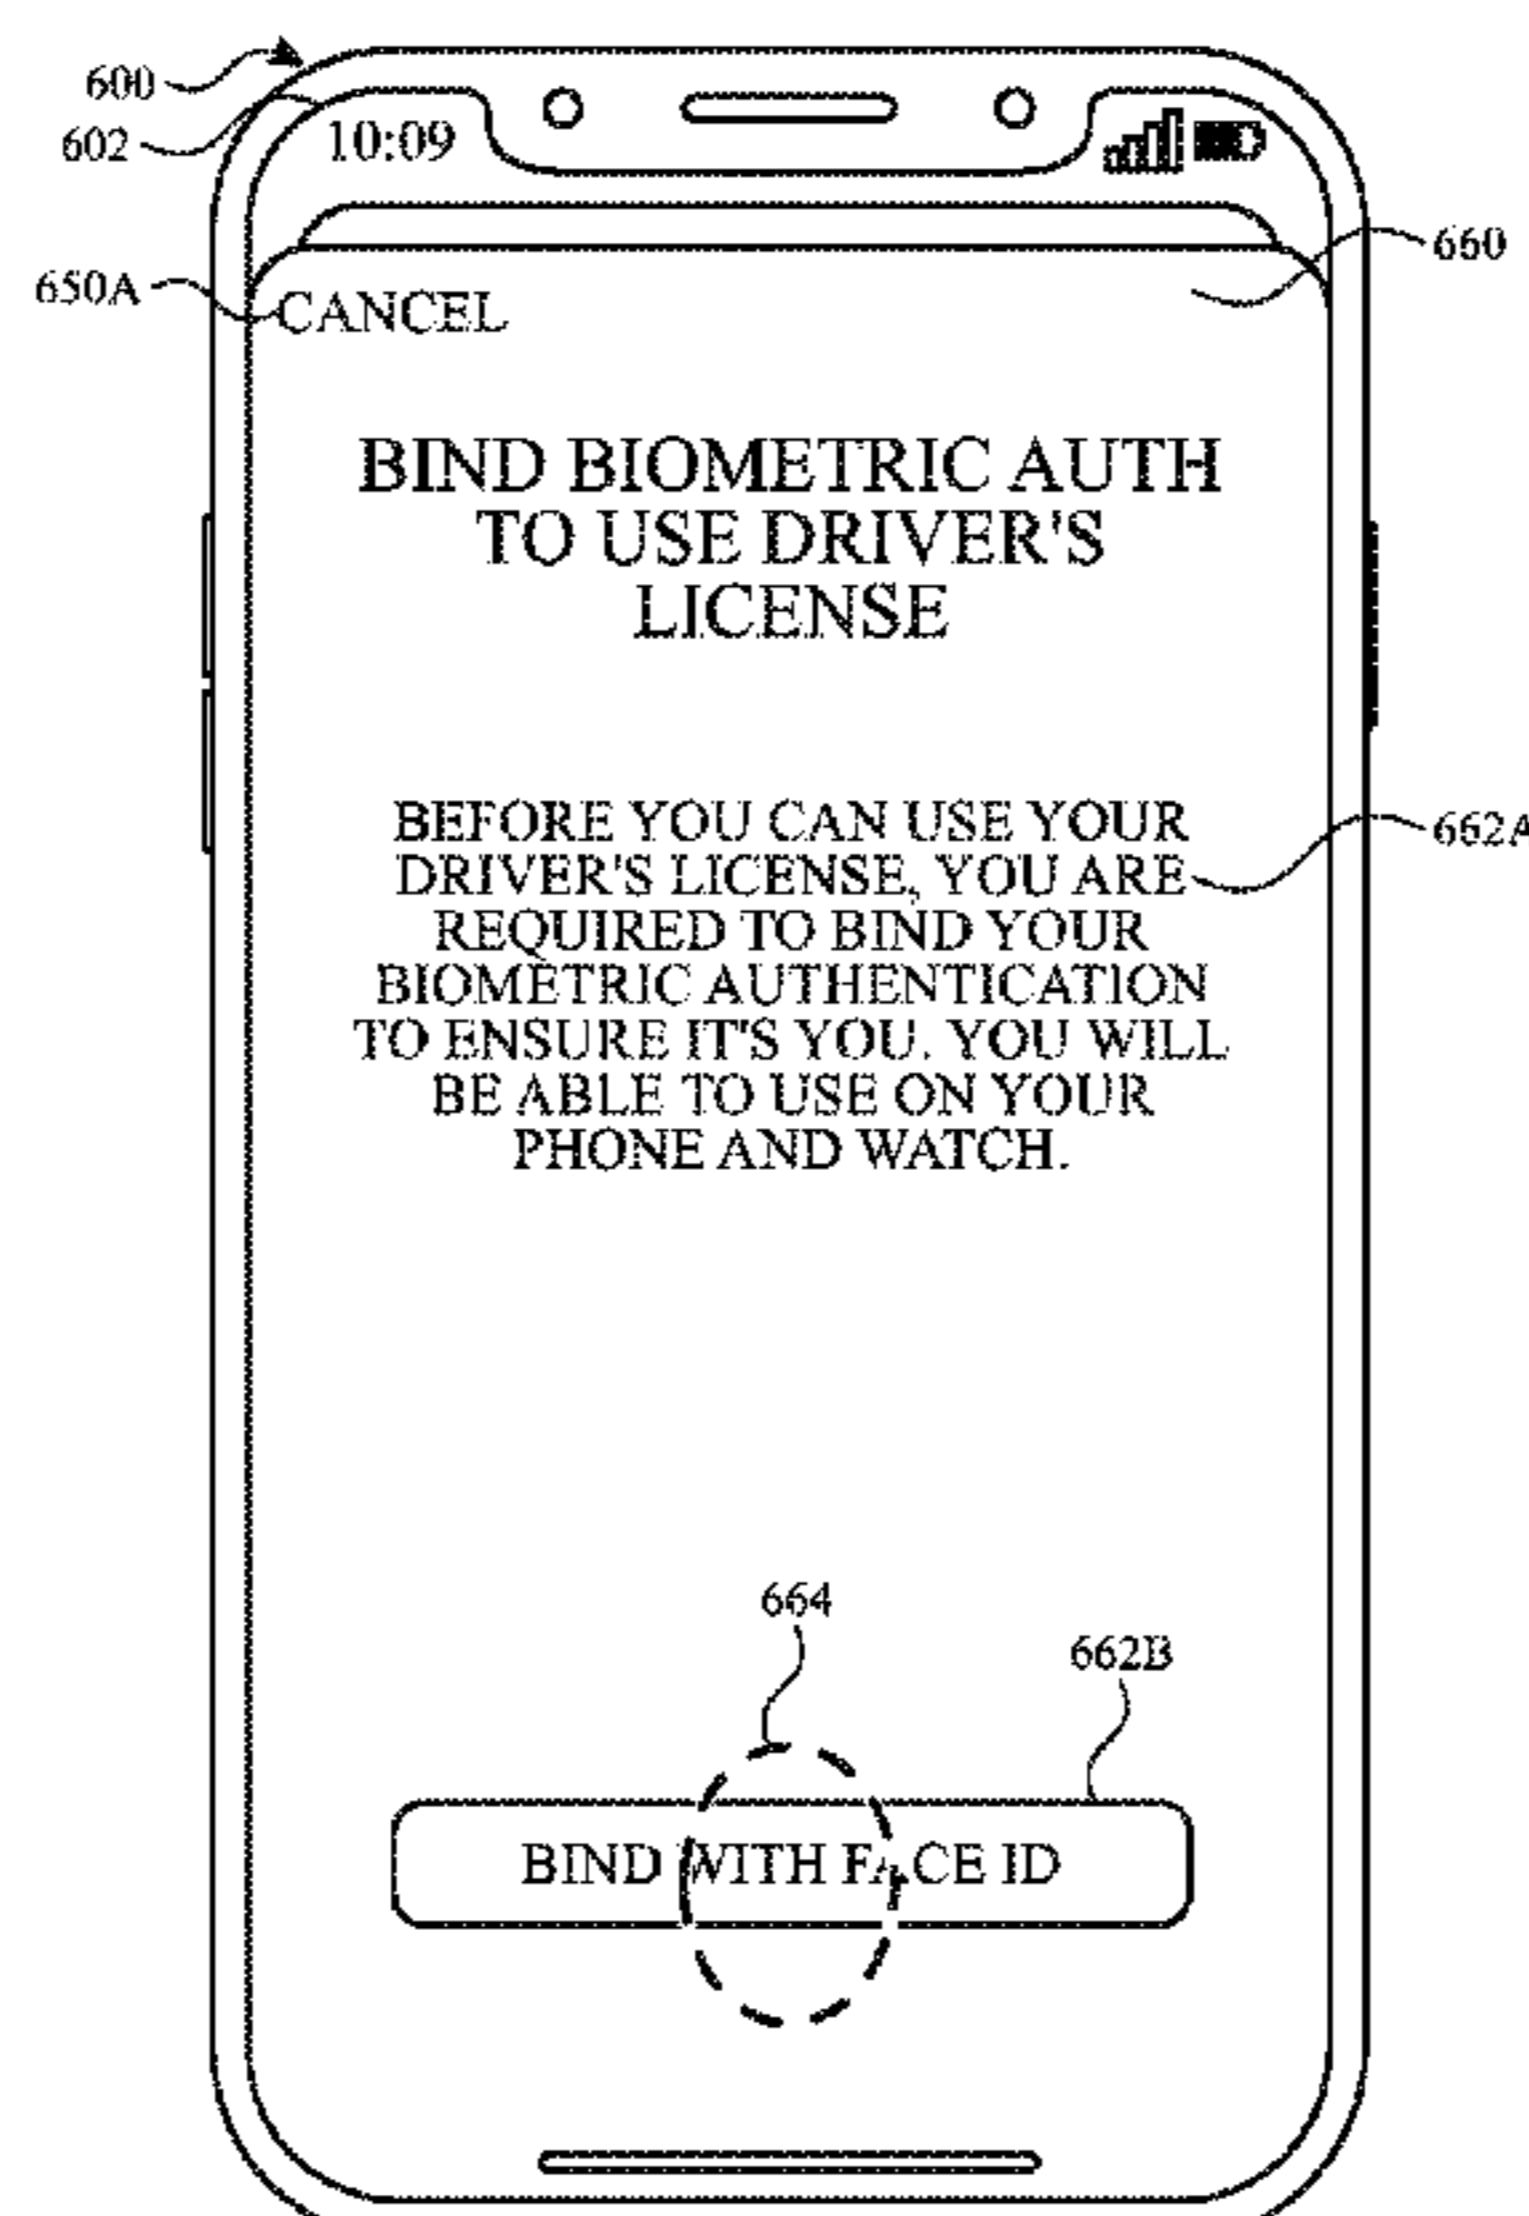 600
602
10:09
660
650A
CANCEL
BIND BIOMETRIC AUTH
TO USE DRIVER'S
LICENSE
BEFORE YOU CAN USE YOUR
662A
DRIVER'S LICENSE, YOU ARE
REQUIRED TO BIND YOUR
BIOMETRIC AUTHENTICATION
TO ENSURE IT'S YOU. YOU WILL
BE ABLE TO USE ON YOUR
PHONE AND WATCH.
664
662B
BIND WITH FACE ID